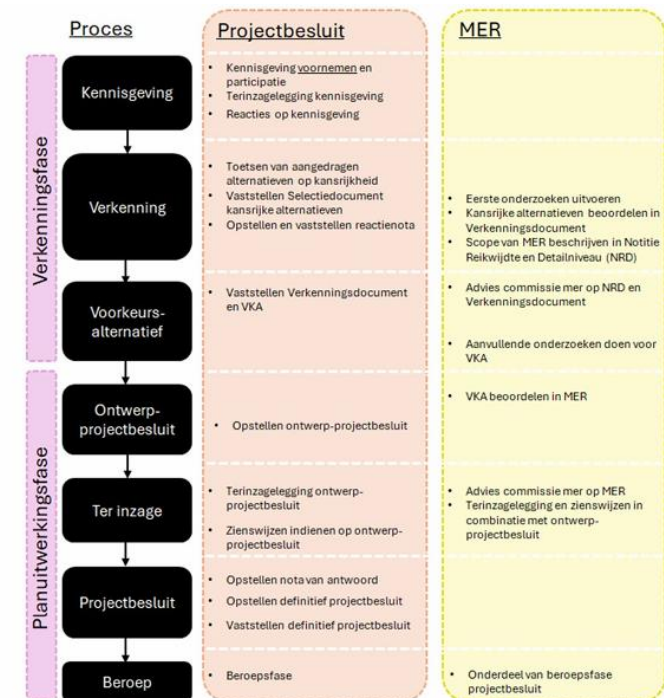 Proces
Projectbesluit
MER
Verkenningsfase
Kennisgeving
• Kennisgeving voornemen en
participatie
• Terinzagelegging kennisgeving
• Reacties op kennisgeving
Verkenning
• Toetsen van aangedragen
alternatieven op kansrijkheid
• Vaststellen Selectiedocument
kansrijke alternatieven
• Opstellen en vaststellen reactienota
• Eerste onderzoeken uitvoeren
• Kansrijke alternatieven beoordelen in
Verkenningsdocument
• Scope van MER beschrijven in Notitie
Reikwijdte en Detailniveau (NRD)
Voorkeurs-
alternatief
• Vaststellen Verkenningsdocument
en VKA
• Advies commissie mer op NRD en
Verkenningsdocument
• Aanvullende onderzoeken doen voor
VKA
Planuitwerkingsfase
Ontwerp-
projectbesluit
• Opstellen ontwerp-projectbesluit
• VKA beoordelen in MER
Ter inzage
• Terinzagelegging ontwerp-
projectbesluit
• Zienswijzen indienen op ontwerp-
projectbesluit
• Advies commissie mer op MER
• Terinzagelegging en zienswijzen in
combinatie met ontwerp-
projectbesluit
Projectbesluit
• Opstellen nota van antwoord
• Opstellen definitief projectbesluit
• Vaststellen definitief projectbesluit
Beroep
• Beroepsfase
• Onderdeel van beroepsfase
projectbesluit